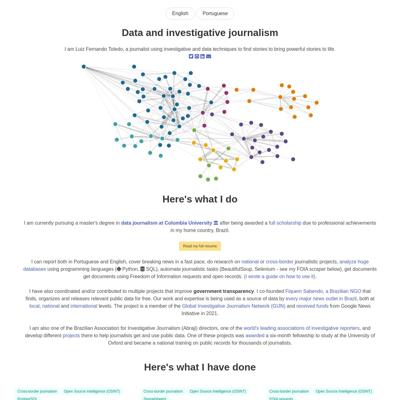 English Portuguese
Data and investigative journalism
I am Luiz Fernando Toledo, a journalist using investigative and data techniques to find stories to bring powerful stories to life.
Here's what I do
I am currently pursuing a master's degree in data journalism at Colombia University after being awarded a full scholarship due to professional achievements
in my home country, Brazil.
Read my full resume
I can report both in Portuguese and English, cover breaking news in a fast pace, do research on national or cross-border journalistic projects, analyze huge
databases using programming languages (Python, SQL), automate journalistic tasks (BeautifulSoup, Selenium - see my FOIA scraper below), get documents
get documents using Freedom of Information requests and open records. (I wrote a guide on how to use it).
I have also coordinated and/or contributed to multiple projects that improve government transparency. I co-founded Fiquem Sabendo, a Brazilian NGO that
finds, organizes and releases relevant public data for free. Our work and expertise is being used as a source of data by every major news outlet in Brazil, both at
local, national and international levels. The project is a member of the Global Investigative Journalism Network (GIJN) and received funds from Google News
Initiative in 2021.
I am also one of the Brazilian Association for Investigative Journalism (Abraji) directors, one of the world's leading associations of investigative reporters, and
develop different projects there to help journalists get and use public data. One of these projects was awarded a six-month fellowship to study at the University of
Oxford and became a national training on public records for thousands of journalists.
Here's what I have done
Cross-border journalism Open Source Intelligence (OSINT) Cross-border journalism Open Source Intelligence (OSINT) Cross-border journalism Open Source Intelligence (OSINT)